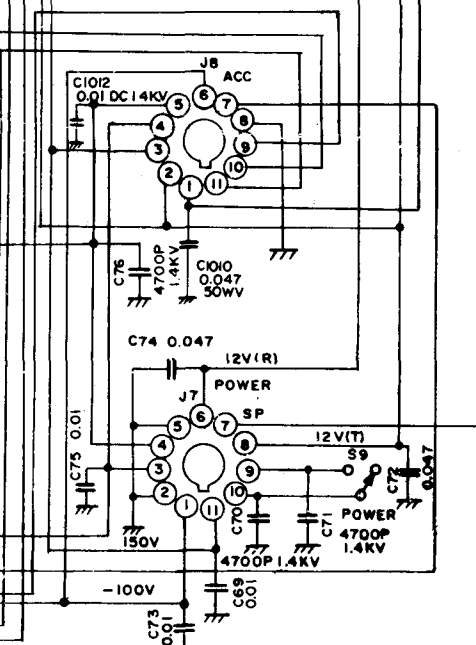 J8
ACC
C1012
0.01 DC 1.4KV
5
6
7
4
8
3
9
2
10
1
11
C76
4700P
1.4KV
C1010
0.047
50WV
C74 0.047
12V(R)
J7
POWER
SP
5
6
7
4
8
12V(T)
C75 0.01
3
9
S9
C72
0.047
2
10
1
11
C70
C71
POWER
4700P
1.4KV
150V
4700P 1.4KV
-100V
C69
0.01
C73
0.01